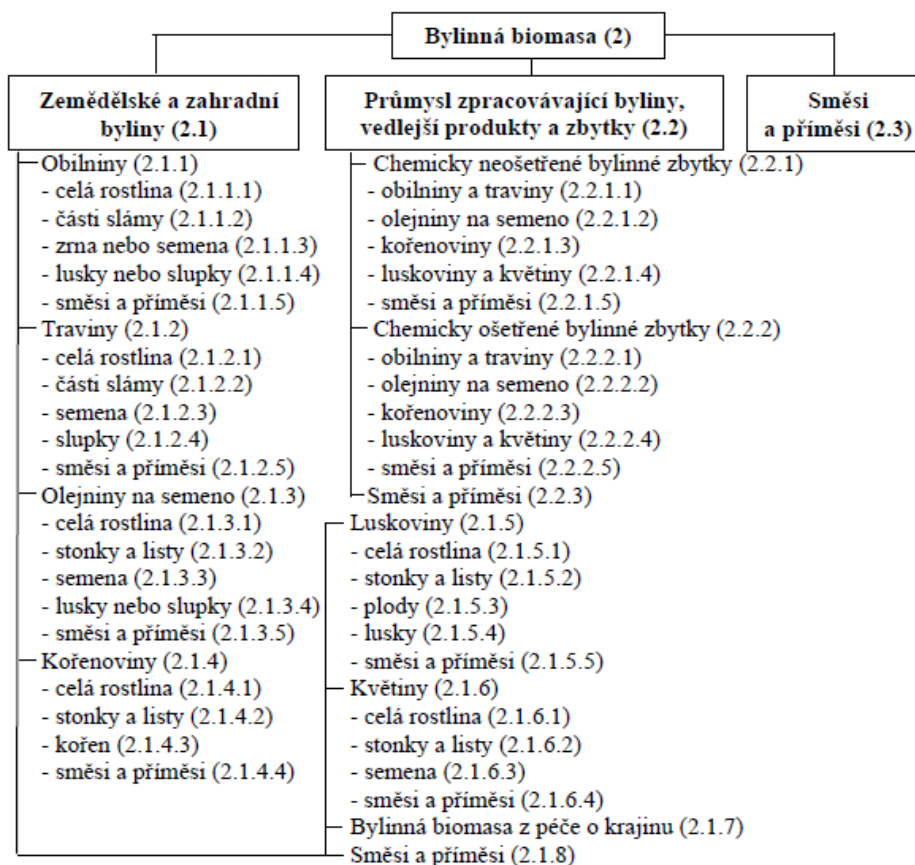 Bylinná biomasa (2)
Zemědělské a zahradní
byliny (2.1)
Obilniny (2.1.1)
- celá rostlina (2.1.1.1)
- části slámy (2.1.1.2)
- zrna nebo semena (2.1.1.3)
- lusky nebo slupky (2.1.1.4)
- směsi a příměsi (2.1.1.5)
Traviny (2.1.2)
- celá rostlina (2.1.2.1)
- části slámy (2.1.2.2)
- semena (2.1.2.3)
- slupky (2.1.2.4)
- směsi a příměsi (2.1.2.5)
Olejniny na semeno (2.1.3)
- celá rostlina (2.1.3.1)
- stonky a listy (2.1.3.2)
- semena (2.1.3.3)
- lusky nebo slupky (2.1.3.4)
- směsi a příměsi (2.1.3.5)
Kořenoviny (2.1.4)
- celá rostlina (2.1.4.1)
- stonky a listy (2.1.4.2)
- kořen (2.1.4.3)
- směsi a příměsi (2.1.4.4)
Luskoviny (2.1.5)
- celá rostlina (2.1.5.1)
- stonky a listy (2.1.5.2)
- plody (2.1.5.3)
- lusky (2.1.5.4)
- směsi a příměsi (2.1.5.5)
Květiny (2.1.6)
- celá rostlina (2.1.6.1)
- stonky a listy (2.1.6.2)
- semena (2.1.6.3)
- směsi a příměsi (2.1.6.4)
Bylinná biomasa z péče o krajinu (2.1.7)
Směsi a příměsi (2.1.8)
Průmysl zpracovávající byliny,
vedlejší produkty a zbytky (2.2)
Chemicky neošetřené bylinné zbytky (2.2.1)
- obilniny a traviny (2.2.1.1)
- olejniny na semeno (2.2.1.2)
- kořenoviny (2.2.1.3)
- luskoviny a květiny (2.2.1.4)
- směsi a příměsi (2.2.1.5)
Chemicky ošetřené bylinné zbytky (2.2.2)
- obilniny a traviny (2.2.2.1)
- olejniny na semeno (2.2.2.2)
- kořenoviny (2.2.2.3)
- luskoviny a květiny (2.2.2.4)
- směsi a příměsi (2.2.2.5)
Směsi a příměsi (2.2.3)
Směsi
a příměsi (2.3)